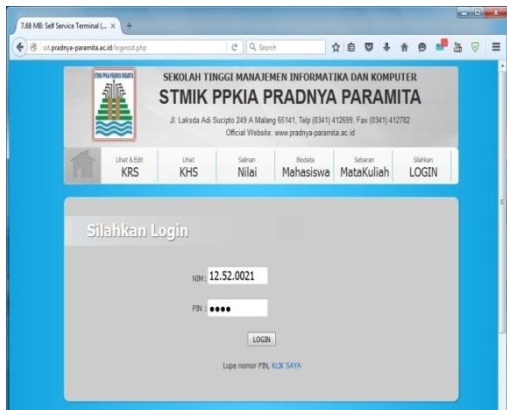 7.68 MB: Self Service Terminal (...
sst.pradnya-paramita.ac.id/loginsst.php
Search
SEKOLAH TINGGI MANAJEMEN INFORMATIKA DAN KOMPUTER
STMIK PPKIA PRADNYA PARAMITA
Jl. Laksda Adi Sucipto 249 A Malang 65141, Telp (0341) 412699, Fax (0341) 412782
Official Website: www.pradnya-paramita.ac.id
Lihat & Edit
KRS
Lihat
KHS
Salinan
Nilai
Biodata
Mahasiswa
Sebaran
MataKuliah
Silahkan
LOGIN
Silahkan Login
NIM : 12.52.0021
PIN : ●●●●
LOGIN
Lupa nomor PIN, KLIK SAYA